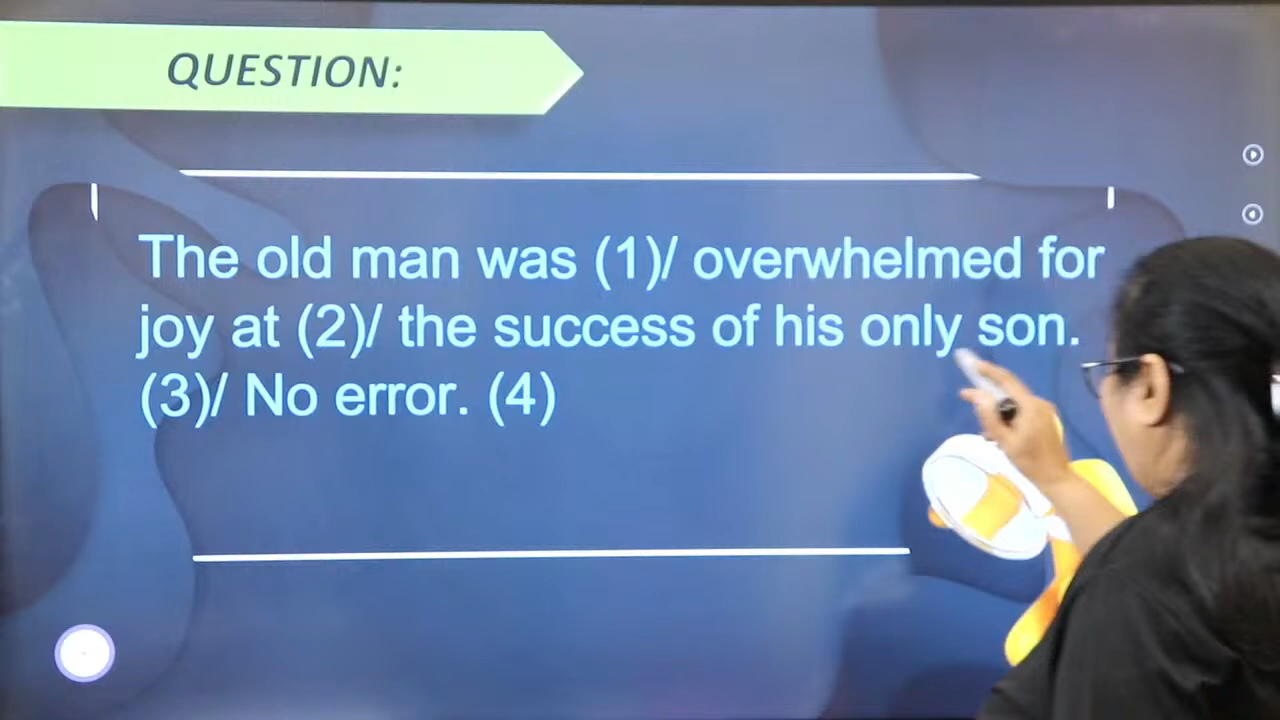 QUESTION:
The old man was (1)/ overwhelmed for
joy at (2)/ the success of his only son.
(3)/ No error. (4)